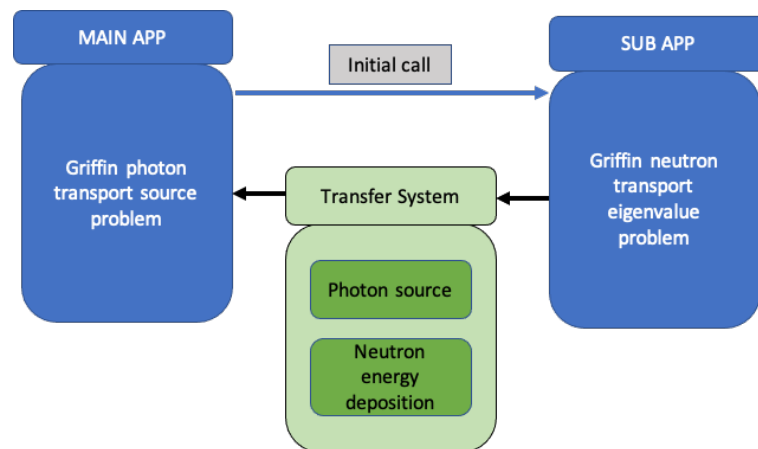 MAIN APP
SUB APP
Initial call
Griffin photon
transport source
problem
Griffin neutron
transport
eigenvalue
problem
Transfer System
Photon source
Neutron
energy
deposition